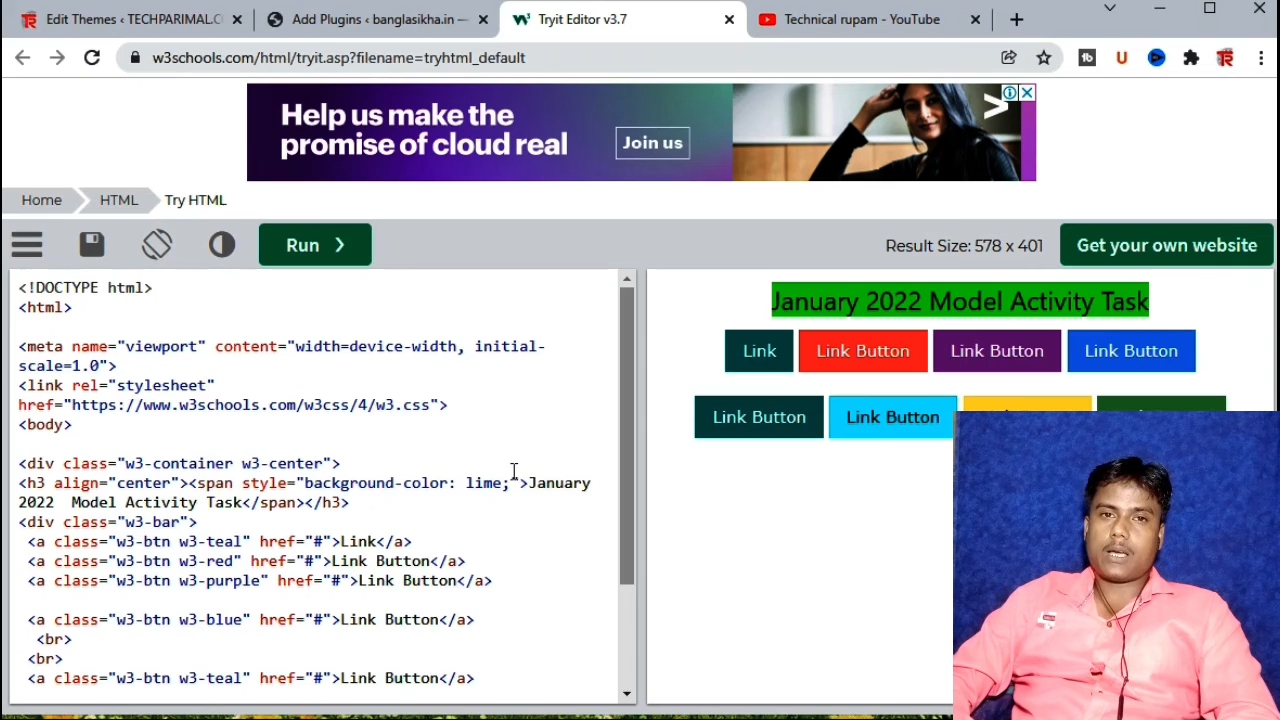 Edit Themes ‹ TECHPARIMAL.C
Add Plugins ‹ banglasikha.in —
Tryit Editor v3.7
Technical rupam - YouTube
w3schools.com/html/tryit.asp?filename=tryhtml_default
Help us make the
promise of cloud real
Join us
Home
HTML
Try HTML
Run ❯
Result Size: 578 x 401
Get your own website
<!DOCTYPE html>
<html>
<meta name="viewport" content="width=device-width, initial-
scale=1.0">
<link rel="stylesheet"
href="https://www.w3schools.com/w3css/4/w3.css">
<body>
<div class="w3-container w3-center">
<h3 align="center"><span style="background-color: lime;">January
2022  Model Activity Task</span></h3>
<div class="w3-bar">
<a class="w3-btn w3-teal" href="#">Link</a>
<a class="w3-btn w3-red" href="#">Link Button</a>
<a class="w3-btn w3-purple" href="#">Link Button</a>
<a class="w3-btn w3-blue" href="#">Link Button</a>
<br>
<br>
<a class="w3-btn w3-teal" href="#">Link Button</a>
January 2022 Model Activity Task
Link
Link Button
Link Button
Link Button
Link Button
Link Button